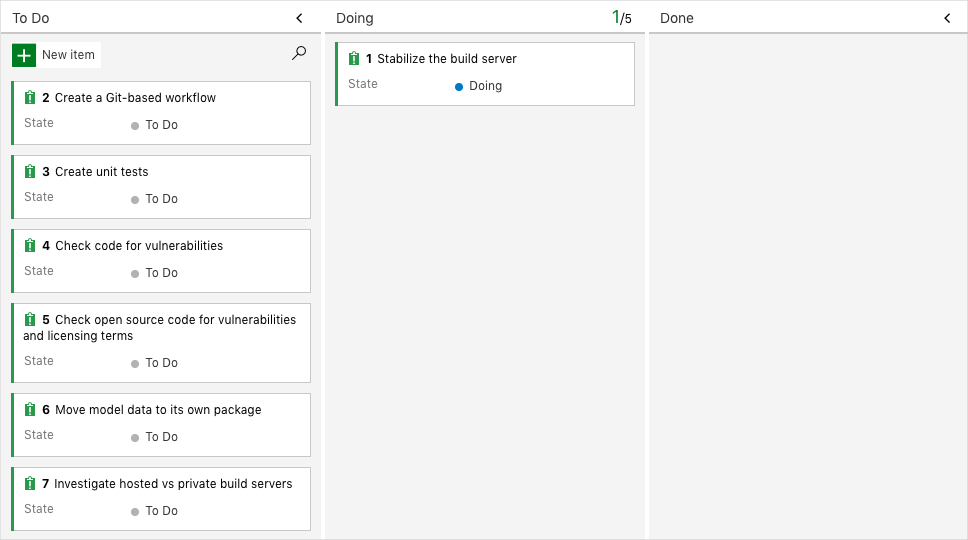 To Do
New item
2 Create a Git-based workflow
State To Do
3 Create unit tests
State To Do
4 Check code for vulnerabilities
State To Do
5 Check open source code for vulnerabilities
and licensing terms
State To Do
6 Move model data to its own package
State To Do
7 Investigate hosted vs private build servers
State To Do
Doing 1/5
1 Stabilize the build server
State Doing
Done